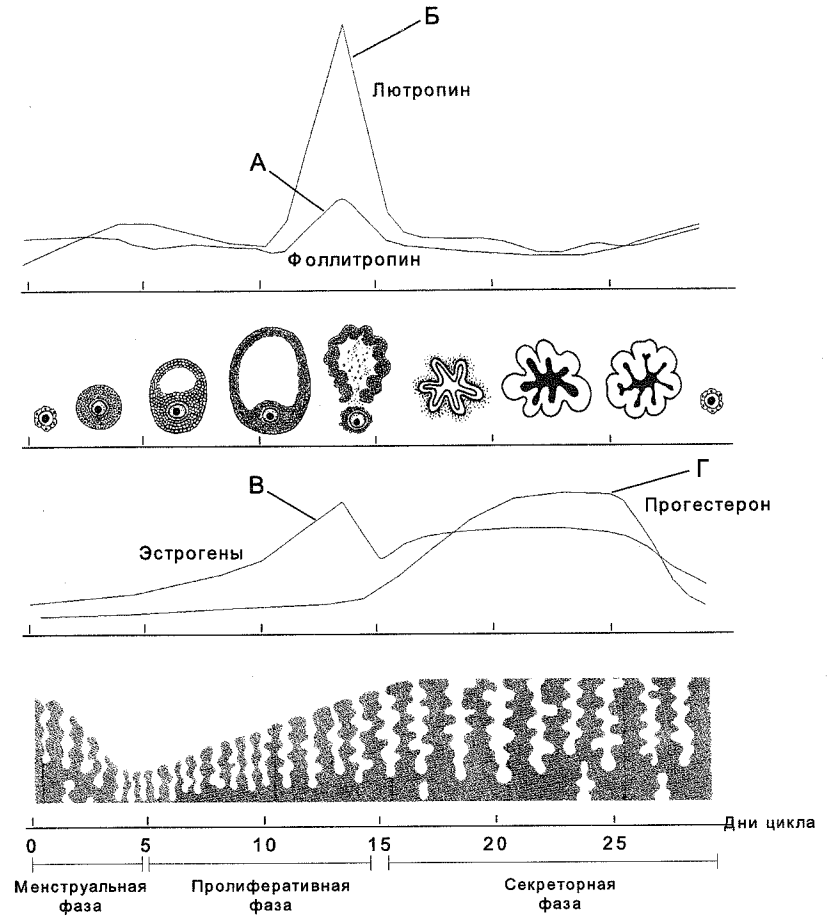 Б
Лютропин
А
Фоллитропин
В
Г
Прогестерон
Эстрогены
Дни цикла
0 5 10 15 20 25
Менструальная
фаза
Пролиферативная
фаза
Секреторная
фаза